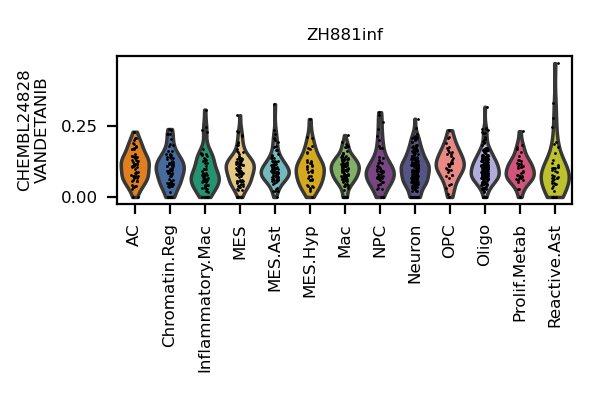 ZH881inf
CHEMBL24828
VANDETANIB
0.25
0.00
AC
Chromatin.Reg
Inflammatory.Mac
MES
MES.Ast
MES.Hyp
Mac
NPC
Neuron
OPC
Oligo
Prolif.Metab
Reactive.Ast